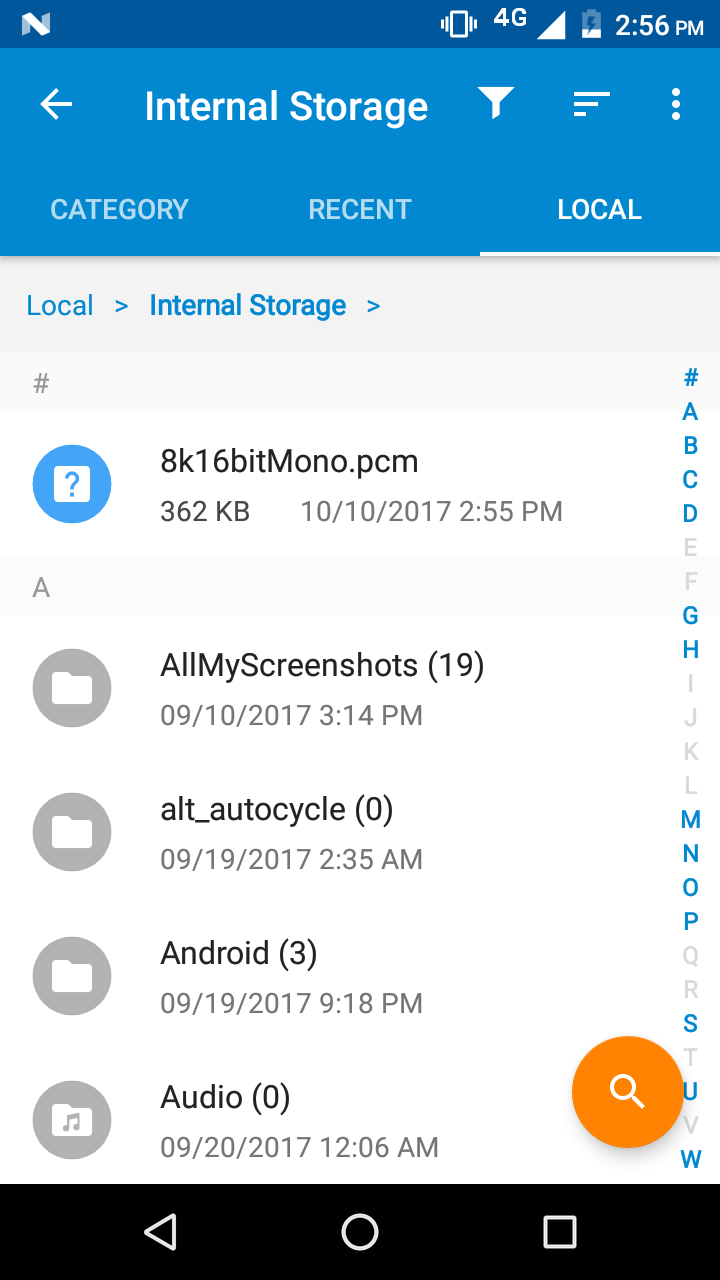 4G 2:56 PM
Internal Storage
CATEGORY RECENT LOCAL
Local > Internal Storage >
#
8k16bitMono.pcm
362 KB 10/10/2017 2:55 PM
A
AllMyScreenshots (19)
09/10/2017 3:14 PM
alt_autocycle (0)
09/19/2017 2:35 AM
Android (3)
09/19/2017 9:18 PM
Audio (0)
09/20/2017 12:06 AM
#
A
B
C
D
E
F
G
H
I
J
K
L
M
N
O
P
Q
R
S
T
U
V
W